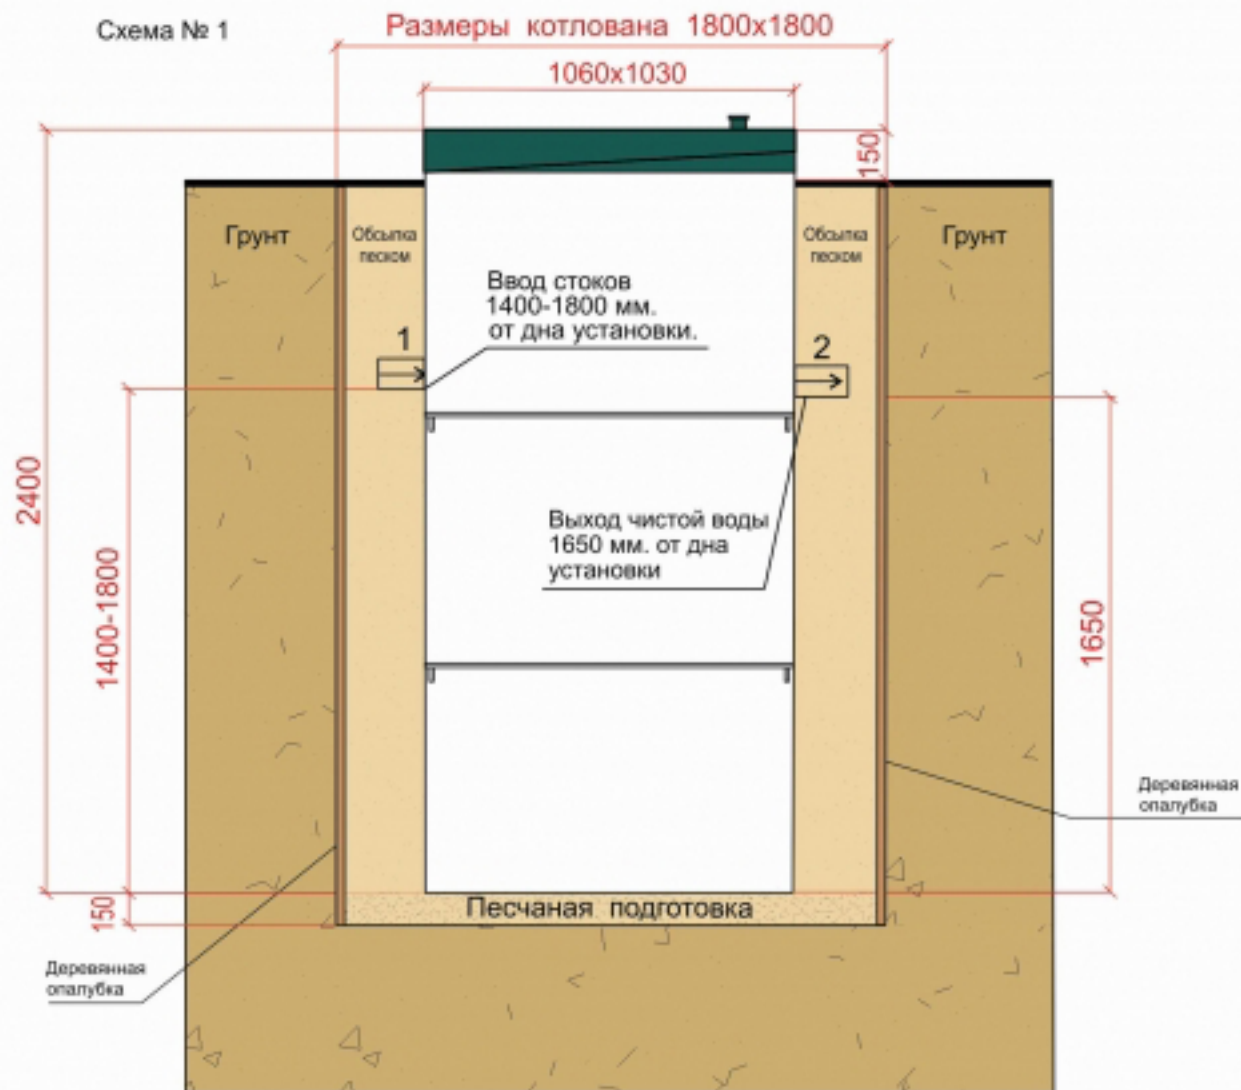 Схема № 1
Размеры котлована 1800х1800
1060х1030
150
Грунт
Обсыпка
песком
Обсыпка
песком
Грунт
Ввод стоков
1400-1800 мм.
от дна установки.
1
2
2400
1400-1800
Выход чистой воды
1650 мм. от дна
установки
1650
Деревянная
опалубка
150
Песчаная подготовка
Деревянная
опалубка